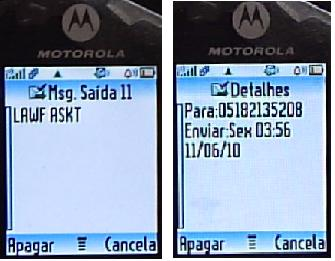 MOTOROLA
Msg. Saída 11
LAWF ASKT
Apagar Cancela
MOTOROLA
Detalhes
Para:05182135208
Enviar:Sex 03:56
11/06/10
Apagar Cancela